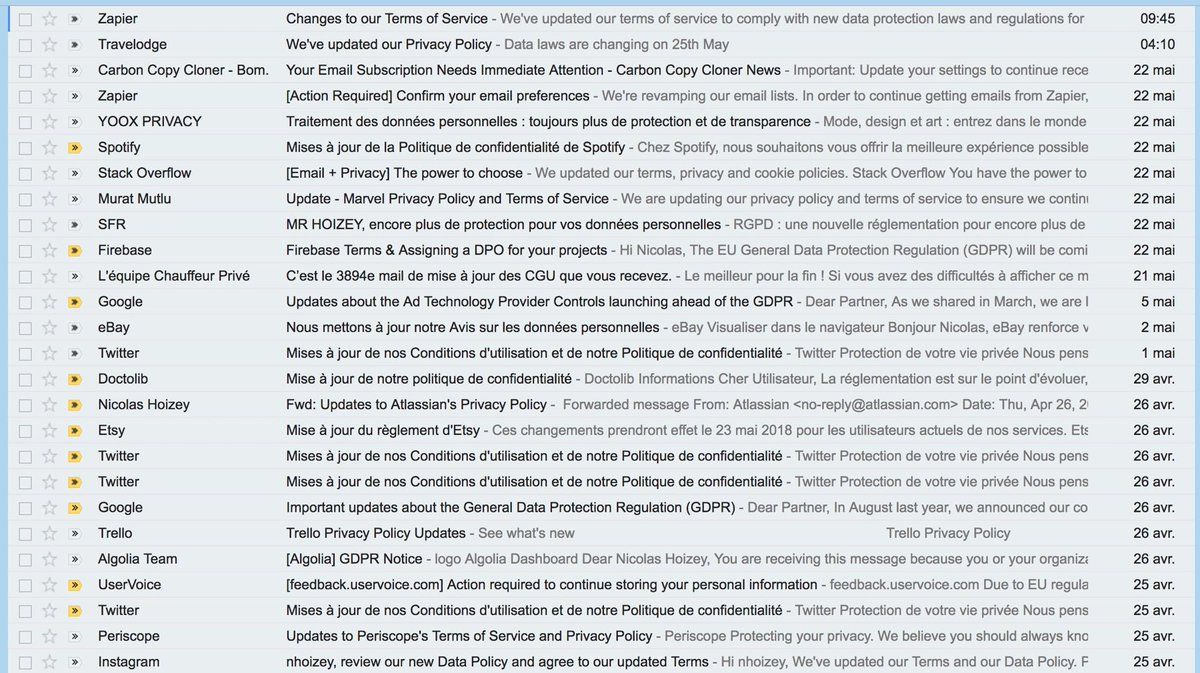 Zapier Changes to our Terms of Service - We've updated our terms of service to comply with new data protection laws and regulations for 09:45
Travelodge We've updated our Privacy Policy - Data laws are changing on 25th May 04:10
Carbon Copy Cloner - Bom. Your Email Subscription Needs Immediate Attention - Carbon Copy Cloner News - Important: Update your settings to continue rece 22 mai
Zapier [Action Required] Confirm your email preferences - We're revamping our email lists. In order to continue getting emails from Zapier, 22 mai
YOOX PRIVACY Traitement des données personnelles : toujours plus de protection et de transparence - Mode, design et art : entrez dans le monde 22 mai
Spotify Mises à jour de la Politique de confidentialité de Spotify - Chez Spotify, nous souhaitons vous offrir la meilleure expérience possible 22 mai
Stack Overflow [Email + Privacy] The power to choose - We updated our terms, privacy and cookie policies. Stack Overflow You have the power to 22 mai
Murat Mutlu Update - Marvel Privacy Policy and Terms of Service - We are updating our privacy policy and terms of service to ensure we continu 22 mai
SFR MR HOIZEY, encore plus de protection pour vos données personnelles - RGPD : une nouvelle réglementation pour encore plus de 22 mai
Firebase Firebase Terms & Assigning a DPO for your projects - Hi Nicolas, The EU General Data Protection Regulation (GDPR) will be comi 22 mai
L'équipe Chauffeur Privé C'est le 3894e mail de mise à jour des CGU que vous recevez. - Le meilleur pour la fin ! Si vous avez des difficultés à afficher ce m 21 mai
Google Updates about the Ad Technology Provider Controls launching ahead of the GDPR - Dear Partner, As we shared in March, we are l 5 mai
eBay Nous mettons à jour notre Avis sur les données personnelles - eBay Visualiser dans le navigateur Bonjour Nicolas, eBay renforce v 2 mai
Twitter Mises à jour de nos Conditions d'utilisation et de notre Politique de confidentialité - Twitter Protection de votre vie privée Nous pens 1 mai
Doctolib Mise à jour de notre politique de confidentialité - Doctolib Informations Cher Utilisateur, La réglementation est sur le point d'évoluer, 29 avr.
Nicolas Hoizey Fwd: Updates to Atlassian's Privacy Policy - Forwarded message From: Atlassian <no-reply@atlassian.com> Date: Thu, Apr 26, 2 26 avr.
Etsy Mise à jour du règlement d'Etsy - Ces changements prendront effet le 23 mai 2018 pour les utilisateurs actuels de nos services. Ets 26 avr.
Twitter Mises à jour de nos Conditions d'utilisation et de notre Politique de confidentialité - Twitter Protection de votre vie privée Nous pens 26 avr.
Twitter Mises à jour de nos Conditions d'utilisation et de notre Politique de confidentialité - Twitter Protection de votre vie privée Nous pens 26 avr.
Google Important updates about the General Data Protection Regulation (GDPR) - Dear Partner, In August last year, we announced our co 26 avr.
Trello Trello Privacy Policy Updates - See what's new Trello Privacy Policy 26 avr.
Algolia Team [Algolia] GDPR Notice - logo Algolia Dashboard Dear Nicolas Hoizey, You are receiving this message because you or your organiza 26 avr.
UserVoice [feedback.uservoice.com] Action required to continue storing your personal information - feedback.uservoice.com Due to EU regula 25 avr.
Twitter Mises à jour de nos Conditions d'utilisation et de notre Politique de confidentialité - Twitter Protection de votre vie privée Nous pens 25 avr.
Periscope Updates to Periscope's Terms of Service and Privacy Policy - Periscope Protecting your privacy. We believe you should always kno 25 avr.
Instagram nhoizey, review our new Data Policy and agree to our updated Terms - Hi nhoizey, We've updated our Terms and our Data Policy. P 25 avr.